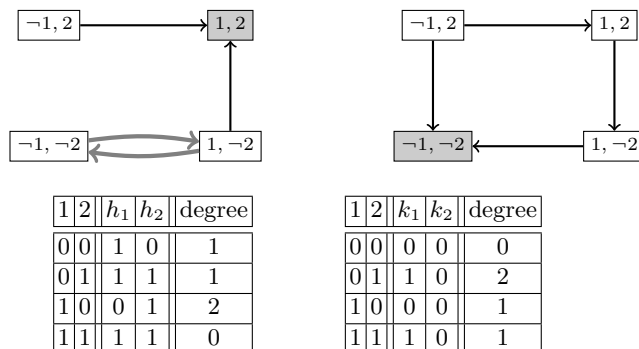 ¬1, 2 1, 2 ¬1, 2 1, 2
¬1, ¬2 1, ¬2 ¬1, ¬2 1, ¬2
1 2 h₁ h₂ degree 1 2 k₁ k₂ degree
0 0 1 0 1 0 0 0 0 0
0 1 1 1 1 0 1 1 0 2
1 0 0 1 2 1 0 0 0 1
1 1 1 1 0 1 1 1 0 1